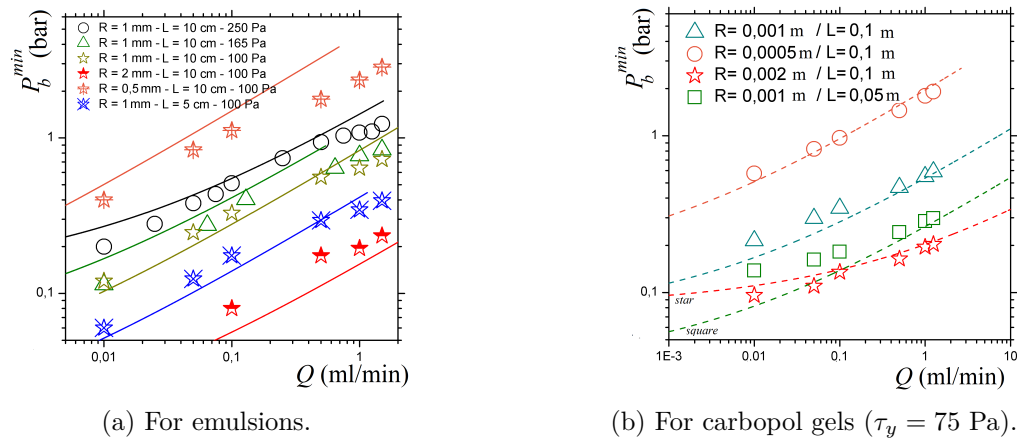 R = 1 mm - L = 10 cm - 250 Pa
R = 1 mm - L = 10 cm - 165 Pa
R = 1 mm - L = 10 cm - 100 Pa
R = 2 mm - L = 10 cm - 100 Pa
R = 0,5 mm - L = 10 cm - 100 Pa
R = 1 mm - L = 5 cm - 100 Pa
P_b^min (bar)
1
0,1
0,01 0,1 1
Q (ml/min)
(a) For emulsions.
R= 0,001 m / L= 0,1 m
R= 0,0005 m / L= 0,1 m
R= 0,002 m / L= 0,1 m
R= 0,001 m / L= 0,05 m
P_b^min (bar)
1
0,1
star
square
1E-3 0,01 0,1 1 10
Q (ml/min)
(b) For carbopol gels (τ_y = 75 Pa).